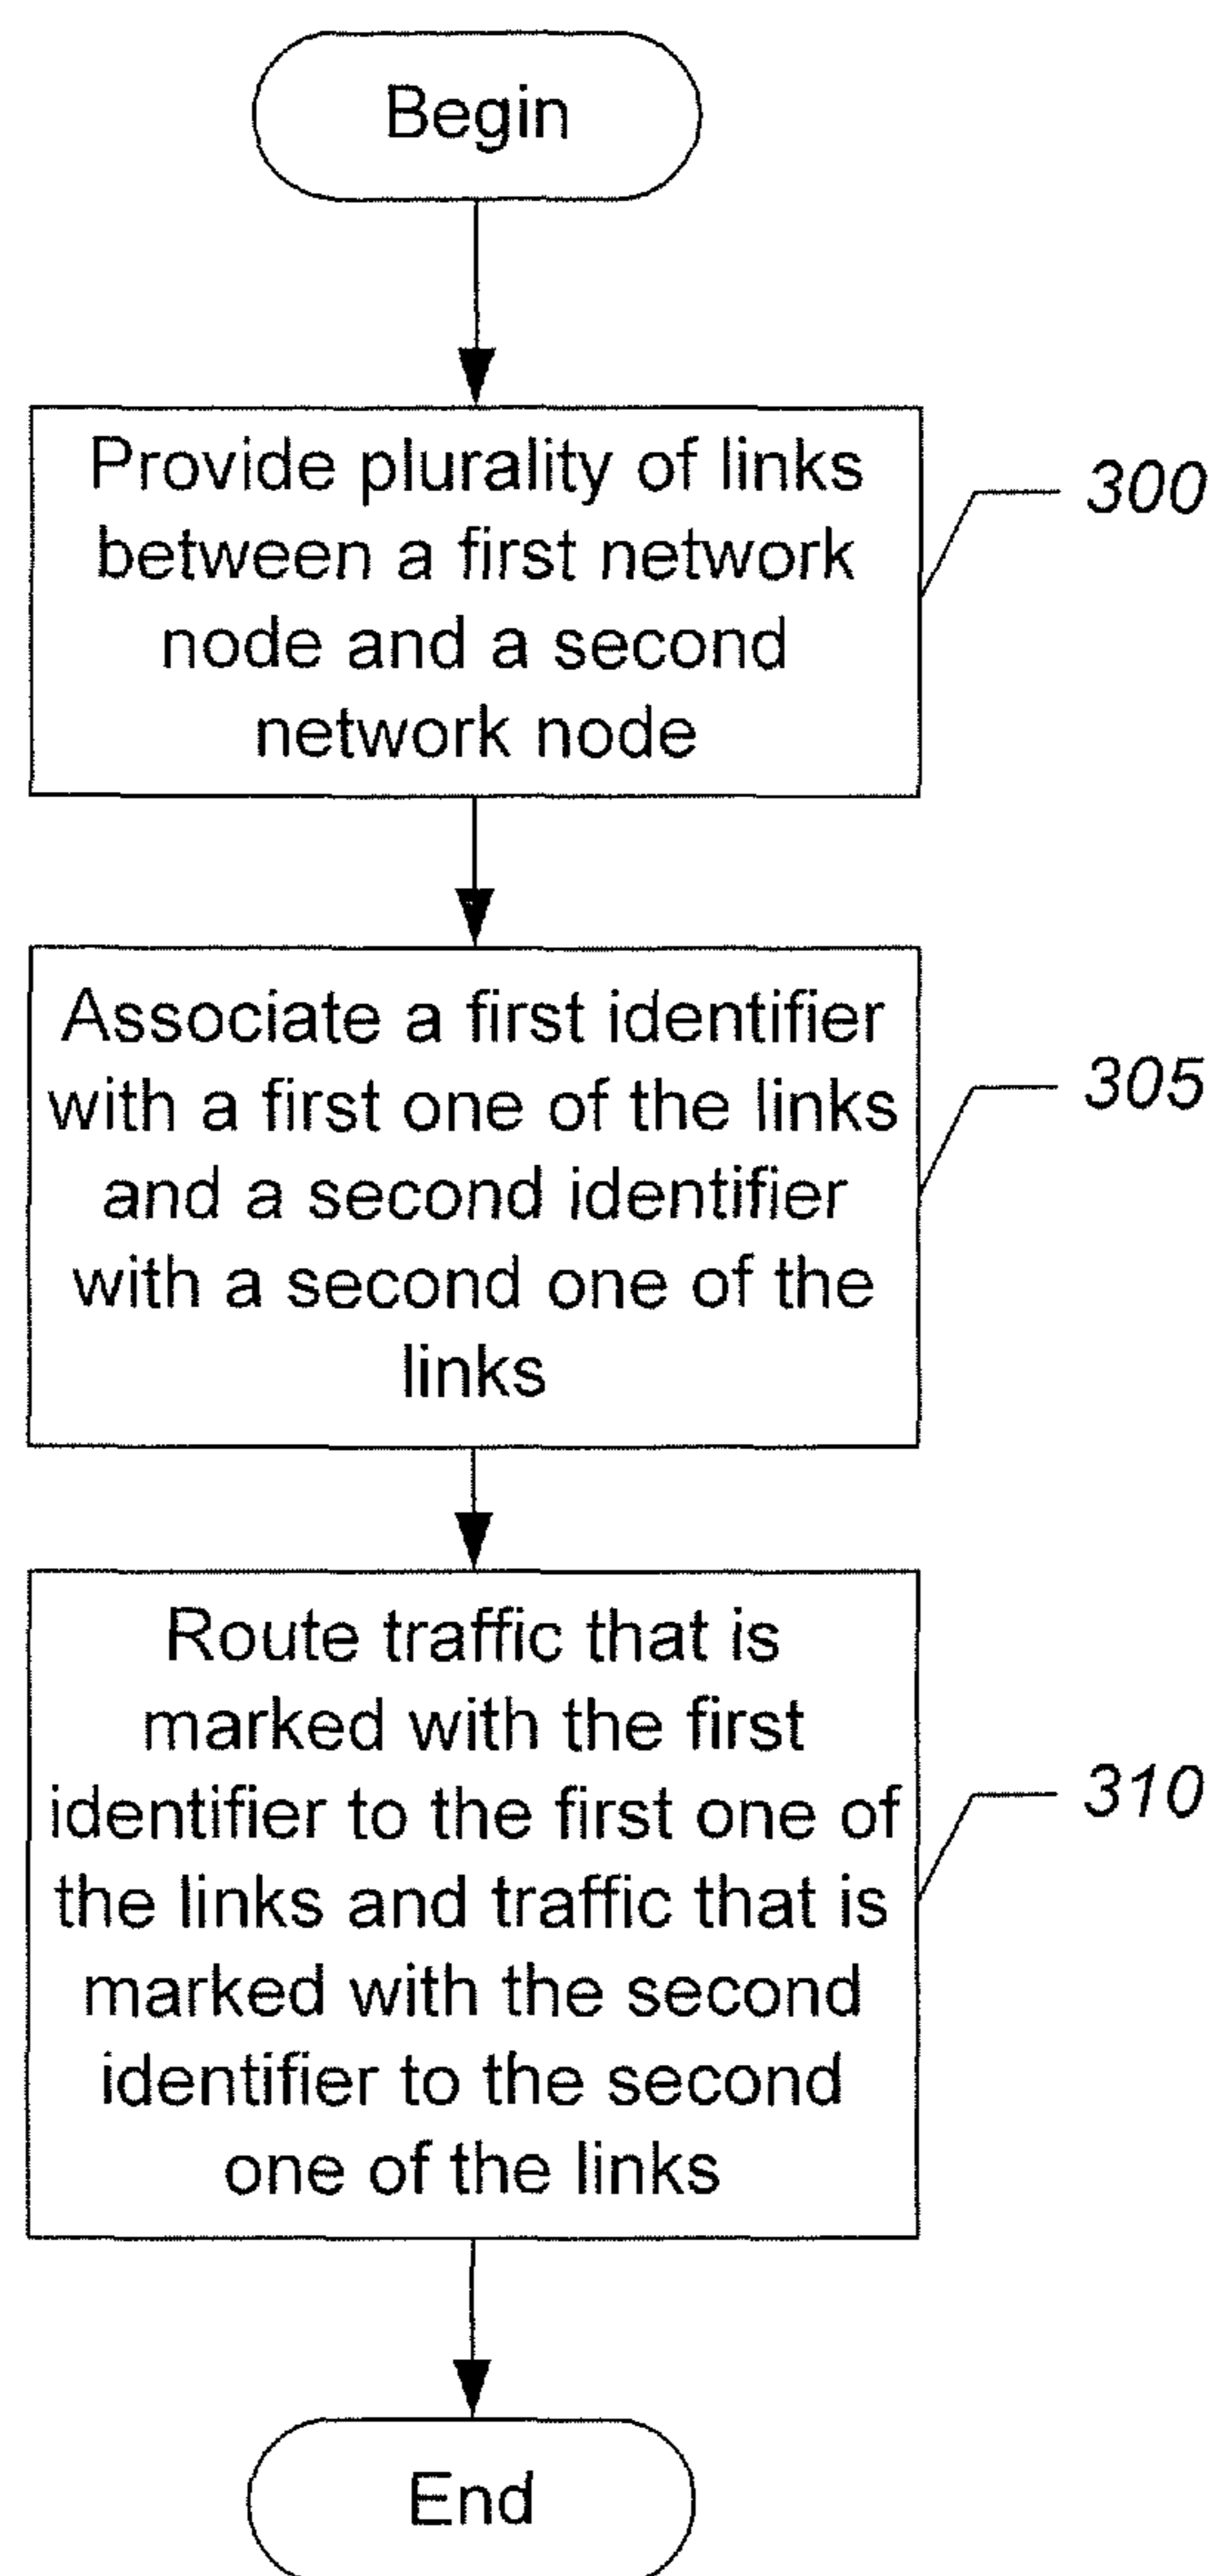 Begin
Provide plurality of links
between a first network
node and a second
network node
300
Associate a first identifier
with a first one of the links
and a second identifier
with a second one of the
links
305
Route traffic that is
marked with the first
identifier to the first one of
the links and traffic that is
marked with the second
identifier to the second
one of the links
310
End